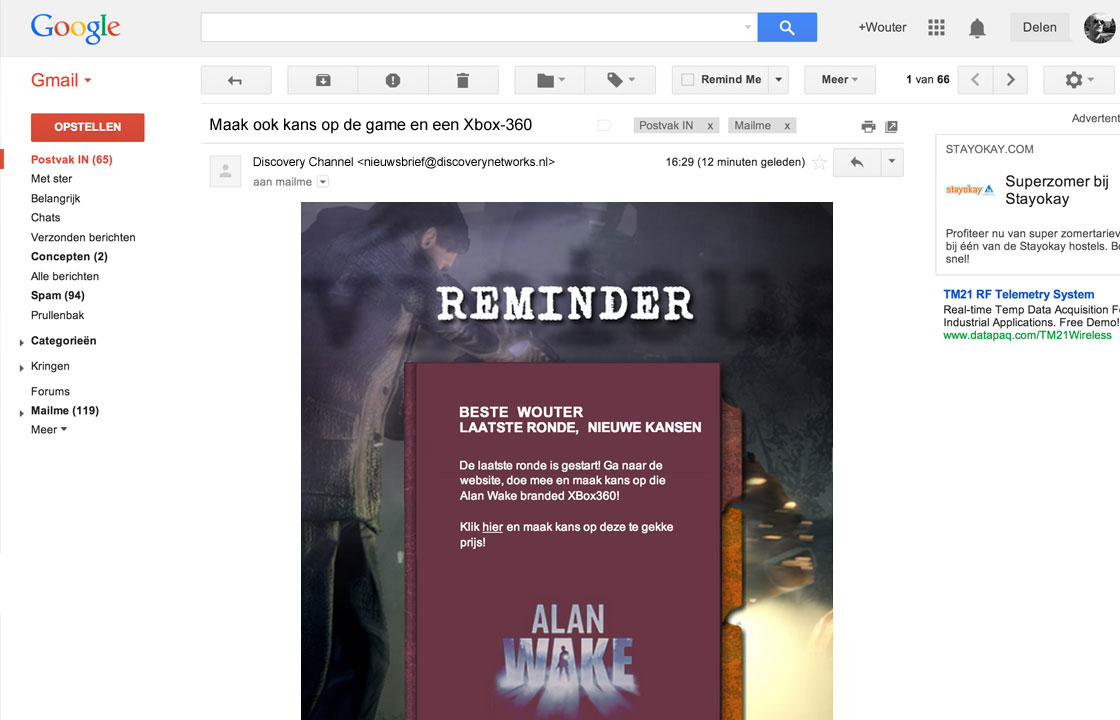 Google
+Wouter
Delen
Gmail
Remind Me
Meer
1 van 66
OPSTELLEN
Maak ook kans op de game en een Xbox-360
Postvak IN x
Mailme x
Advertent
Postvak IN (65)
Met ster
Belangrijk
Chats
Verzonden berichten
Concepten (2)
Alle berichten
Spam (94)
Prullenbak
Categorieën
Kringen
Forums
Mailme (119)
Meer
Discovery Channel <nieuwsbrief@discoverynetworks.nl>
16:29 (12 minuten geleden)
aan mailme
REMINDER
BESTE WOUTER
LAATSTE RONDE, NIEUWE KANSEN
De laatste ronde is gestart! Ga naar de
website, doe mee en maak kans op die
Alan Wake branded XBox360!
Klik hier en maak kans op deze te gekke
prijs!
ALAN
WAKE
STAYOKAY.COM
stayokay
Superzomer bij
Stayokay
Profiteer nu van super zomertariev
bij één van de Stayokay hostels. Bo
snel!
TM21 RF Telemetry System
Real-time Temp Data Acquisition Fo
Industrial Applications. Free Demo!
www.datapaq.com/TM21Wireless